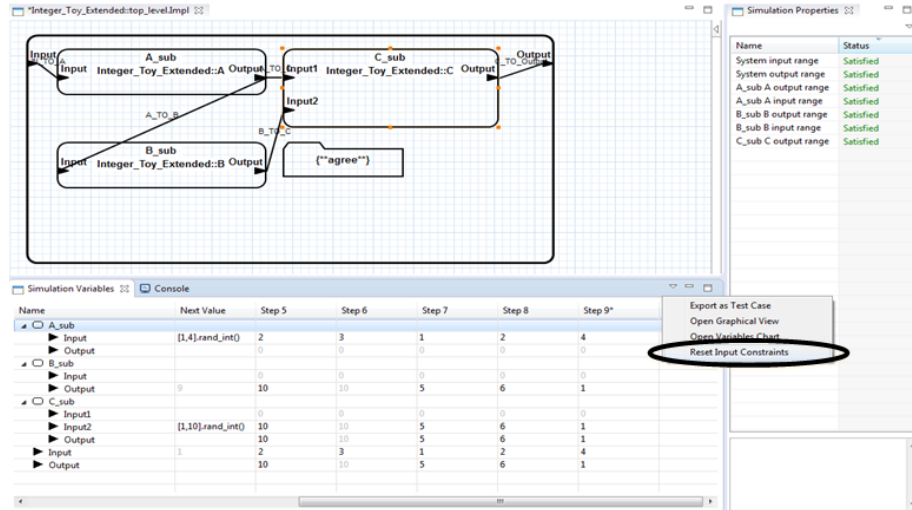 *Integer_Toy_Extended::top_level.Impl
Input
A_sub
Input Integer_Toy_Extended::A Output
C_sub
Input1 Integer_Toy_Extended::C Output
Input2
Output
C_TO_Output
A_TO_B
B_TO_C
B_sub
Input Integer_Toy_Extended::B Output
{**agree**}
Simulation Properties
Name Status
System input range Satisfied
System output range Satisfied
A_sub A output range Satisfied
A_sub A input range Satisfied
B_sub B output range Satisfied
B_sub B input range Satisfied
C_sub C output range Satisfied
Simulation Variables Console
Name Next Value Step 5 Step 6 Step 7 Step 8 Step 9*
A_sub
Input [1,4].rand_int() 2 3 1 2 4
Output 0 0 0 0 0
B_sub
Input 0 0 0 0 0
Output 9 10 10 5 6 1
C_sub
Input1 0 0 0 0 0
Input2 [1,10].rand_int() 10 10 5 6 1
Output 10 10 5 6 1
Input 1 2 3 1 2 4
Output 10 10 5 6 1
Export as Test Case
Open Graphical View
Open Variables Chart
Reset Input Constraints